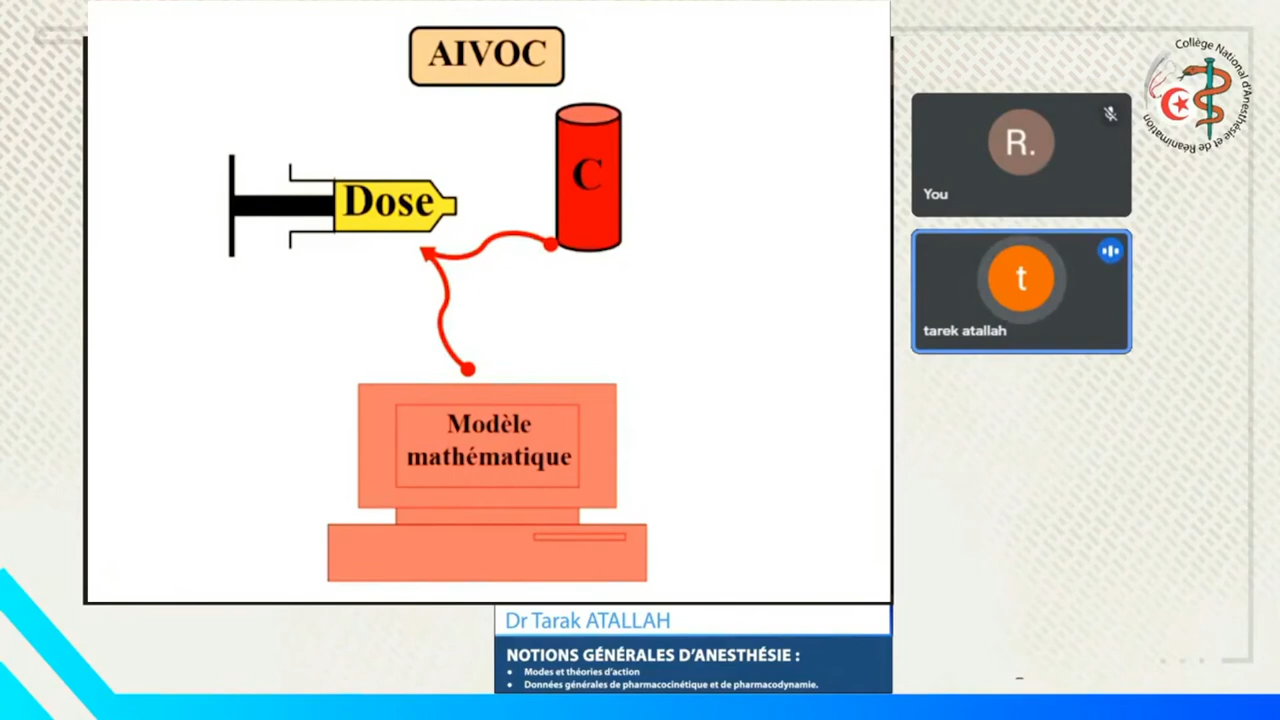 AIVOC
Dose
C
Modèle
mathématique
R.
You
t
tarek atallah
Collège National d'Anesthésie et de Réanimation
Dr Tarak ATALLAH
NOTIONS GÉNÉRALES D'ANESTHÉSIE :
• Modes et théories d'action
• Données générales de pharmacocinétique et de pharmacodynamie.